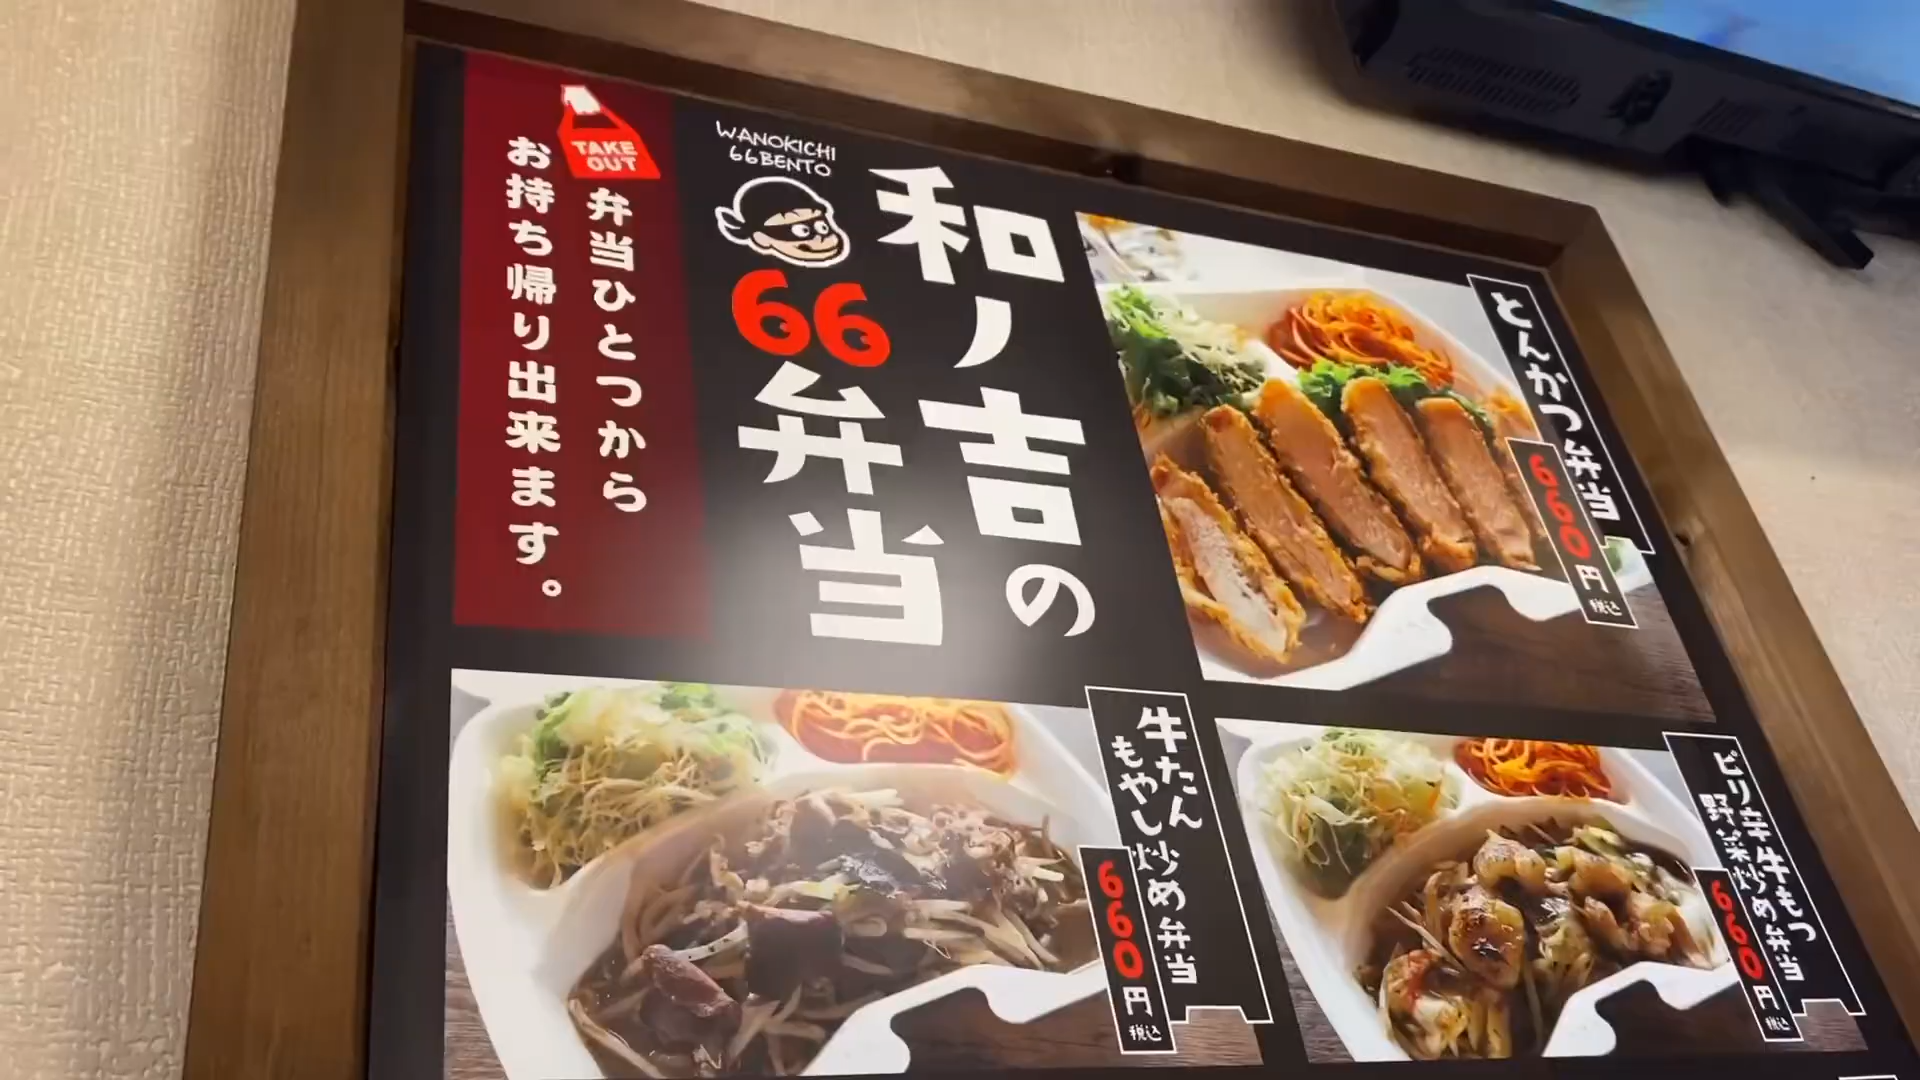 TAKE
OUT
弁当ひとつから
お持ち帰り出来ます。
WANOKICHI
66BENTO
和ノ吉の
66弁当
とんかつ弁当
660円
税込
牛たん
もやし炒め弁当
660円
税込
ピリ辛牛もつ
野菜炒め弁当
660円
税込